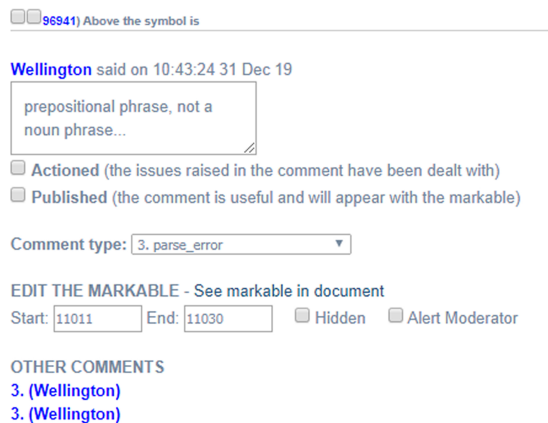 96941) Above the symbol is
Wellington said on 10:43:24 31 Dec 19
prepositional phrase, not a
noun phrase...
Actioned (the issues raised in the comment have been dealt with)
Published (the comment is useful and will appear with the markable)
Comment type: 3. parse_error
EDIT THE MARKABLE - See markable in document
Start: 11011 End: 11030 Hidden Alert Moderator
OTHER COMMENTS
3. (Wellington)
3. (Wellington)